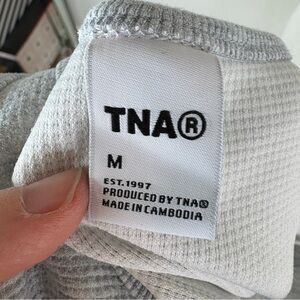 TNA®
M
EST.1997
PRODUCED BY TNA®
MADE IN CAMBODIA